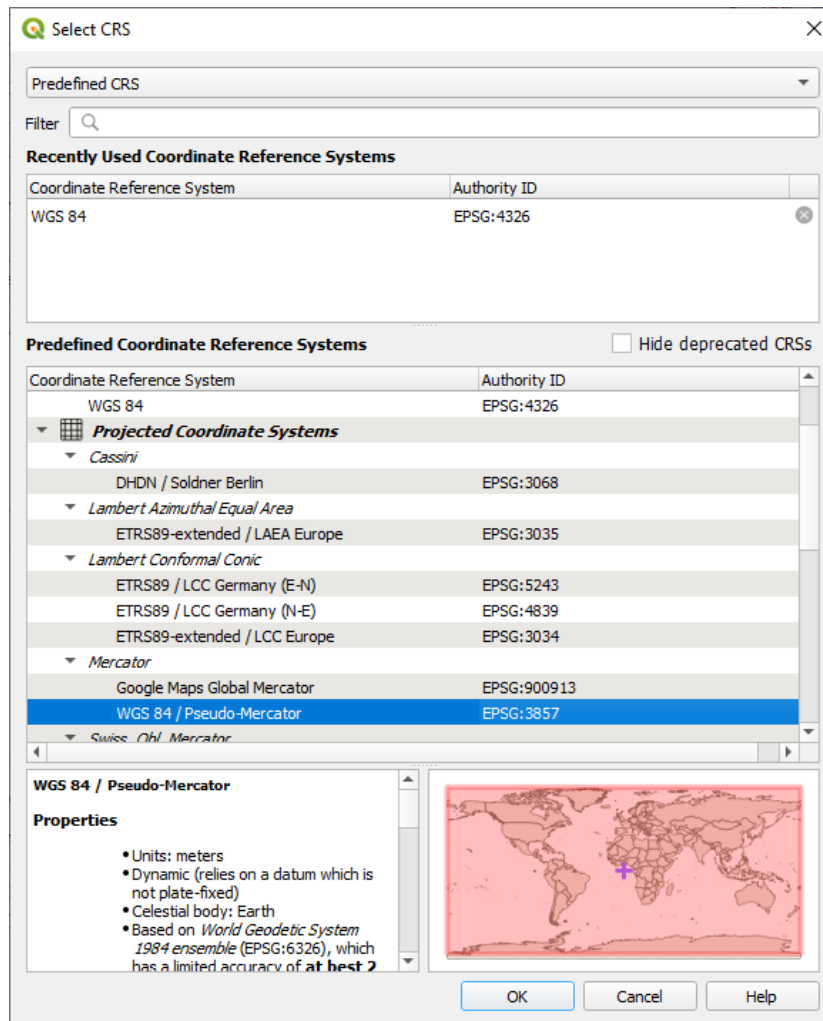 Select CRS
Predefined CRS
Filter
Recently Used Coordinate Reference Systems
Coordinate Reference System Authority ID
WGS 84 EPSG:4326
Predefined Coordinate Reference Systems Hide deprecated CRSs
Coordinate Reference System Authority ID
WGS 84 EPSG:4326
Projected Coordinate Systems
Cassini
DHDN / Soldner Berlin EPSG:3068
Lambert Azimuthal Equal Area
ETRS89-extended / LAEA Europe EPSG:3035
Lambert Conformal Conic
ETRS89 / LCC Germany (E-N) EPSG:5243
ETRS89 / LCC Germany (N-E) EPSG:4839
ETRS89-extended / LCC Europe EPSG:3034
Mercator
Google Maps Global Mercator EPSG:900913
WGS 84 / Pseudo-Mercator EPSG:3857
Swiss. Obl. Mercator
WGS 84 / Pseudo-Mercator
Properties
• Units: meters
• Dynamic (relies on a datum which is
not plate-fixed)
• Celestial body: Earth
• Based on World Geodetic System
1984 ensemble (EPSG:6326), which
has a limited accuracy of at best 2
OK Cancel Help